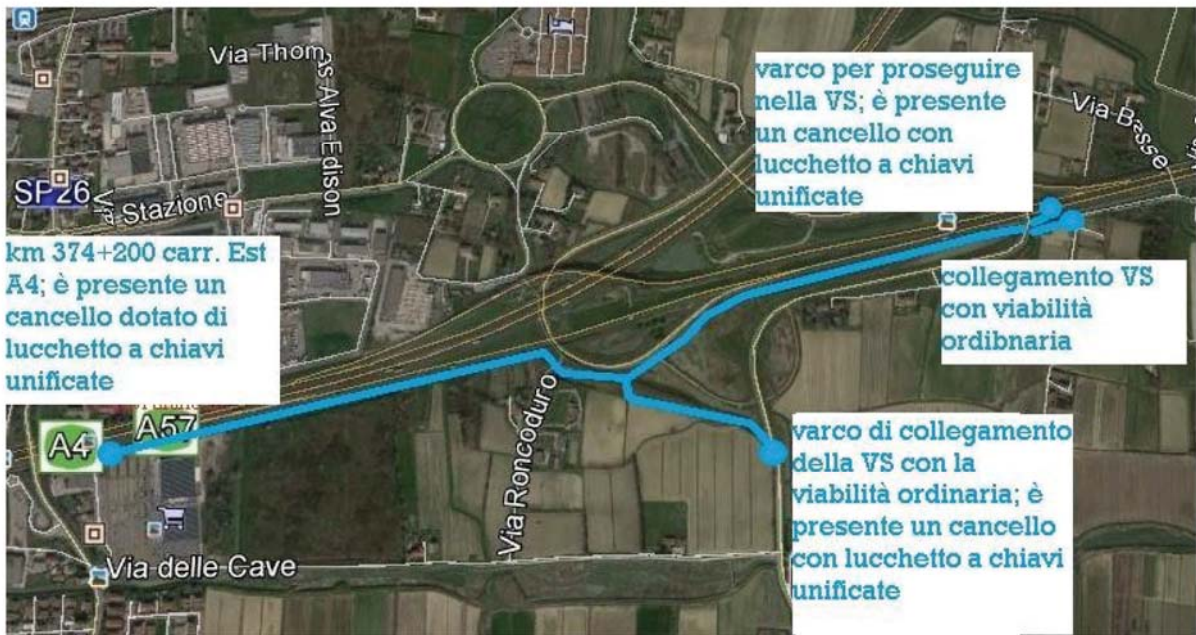 Via Thomas Alva Edison
varco per proseguire
nella VS; è presente
un cancello con
lucchetto a chiavi
unificate
Via Basse
SP 26
Via Stazione
km 374+200 carr. Est
A4; è presente un
cancello dotato di
lucchetto a chiavi
unificate
collegamento VS
con viabilità
ordibnaria
A4
A57
Via Roncoduro
varco di collegamento
della VS con la
viabilità ordinaria; è
presente un cancello
con lucchetto a chiavi
unificate
Via delle Cave